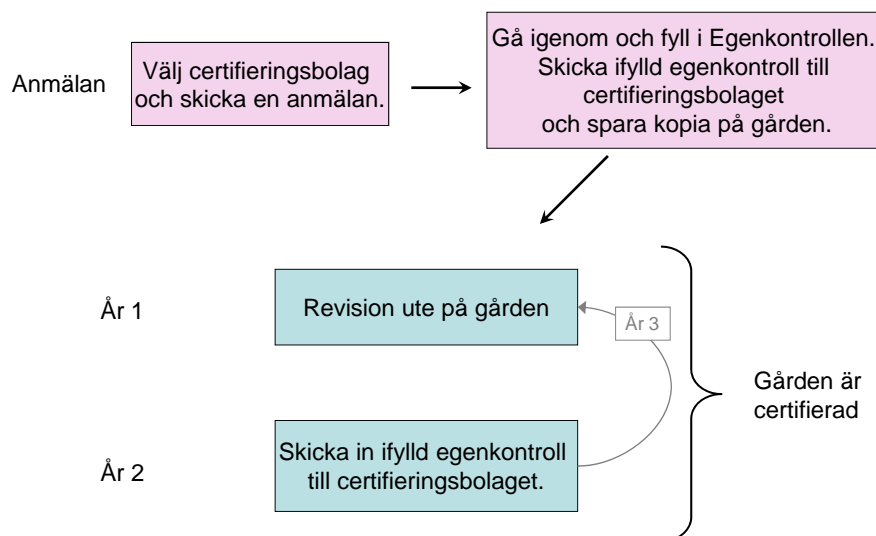 Anmälan
Välj certifieringsbolag
och skicka en anmälan.
Gå igenom och fyll i Egenkontrollen.
Skicka ifylld egenkontroll till
certifieringsbolaget
och spara kopia på gården.
År 1
Revision ute på gården
År 3
Gården är
certifierad
År 2
Skicka in ifylld egenkontroll
till certifieringsbolaget.